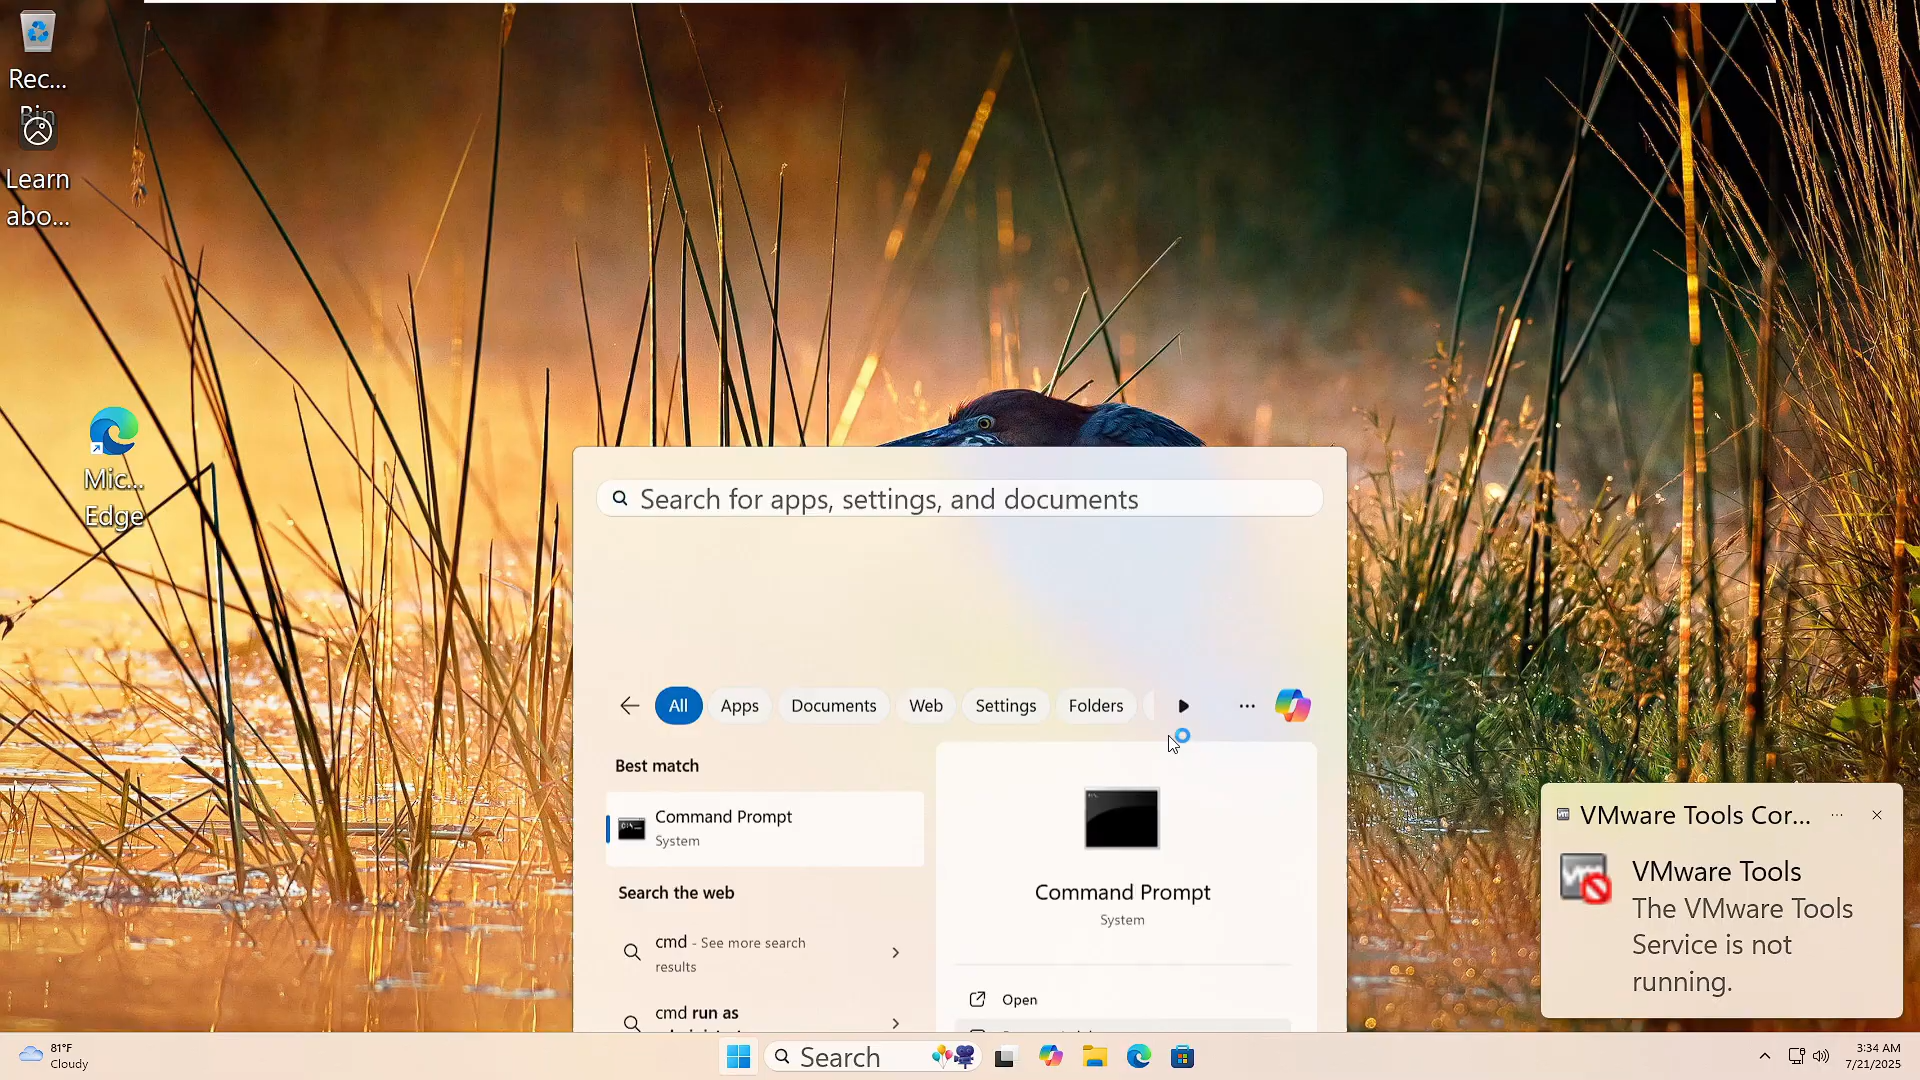 Rec...
Bin
Learn
abo...
Mic...
Edge
Search for apps, settings, and documents
All
Apps
Documents
Web
Settings
Folders
Best match
Command Prompt
System
Search the web
cmd - See more search
results
cmd run as
Command Prompt
System
Open
VMware Tools Cor...
VMware Tools
The VMware Tools
Service is not
running.
81°F
Cloudy
Search
3:34 AM
7/21/2025